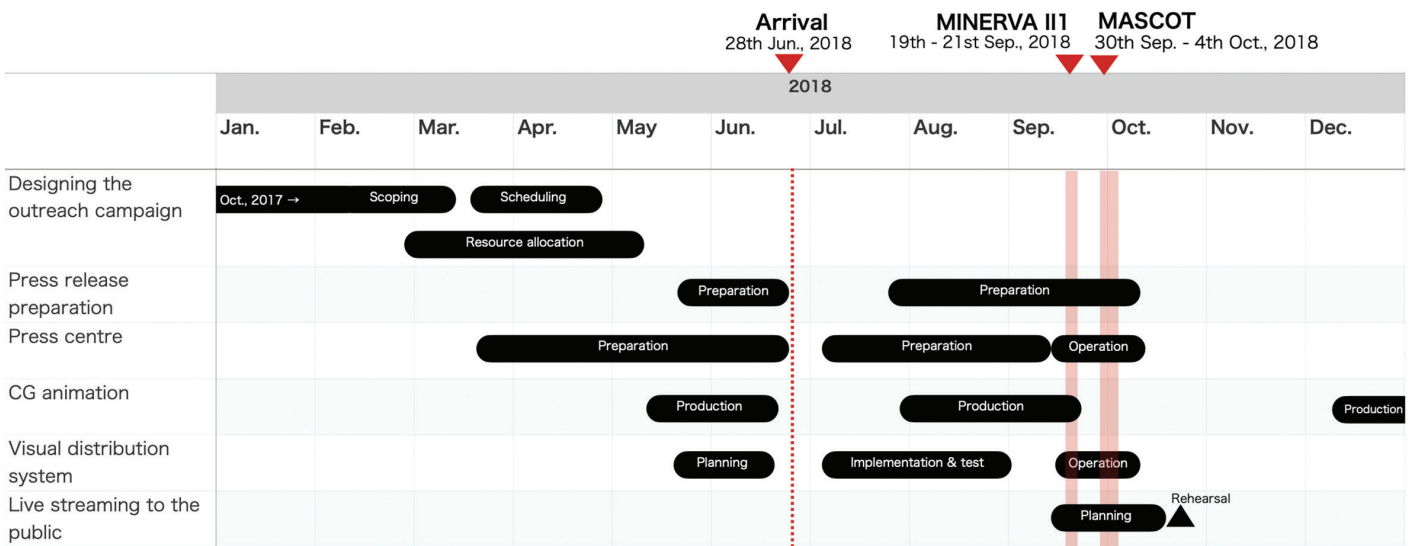 Arrival
28th Jun., 2018
MINERVA II1
19th - 21st Sep., 2018
MASCOT
30th Sep. - 4th Oct., 2018
2018
Jan. Feb. Mar. Apr. May Jun. Jul. Aug. Sep. Oct. Nov. Dec.
Designing the
outreach campaign
Oct., 2017 → Scoping Scheduling
Resource allocation
Press release
preparation
Preparation Preparation
Press centre
Preparation Preparation Operation
CG animation
Production Production Production
Visual distribution
system
Planning Implementation & test Operation
Live streaming to the
public
Planning Rehearsal